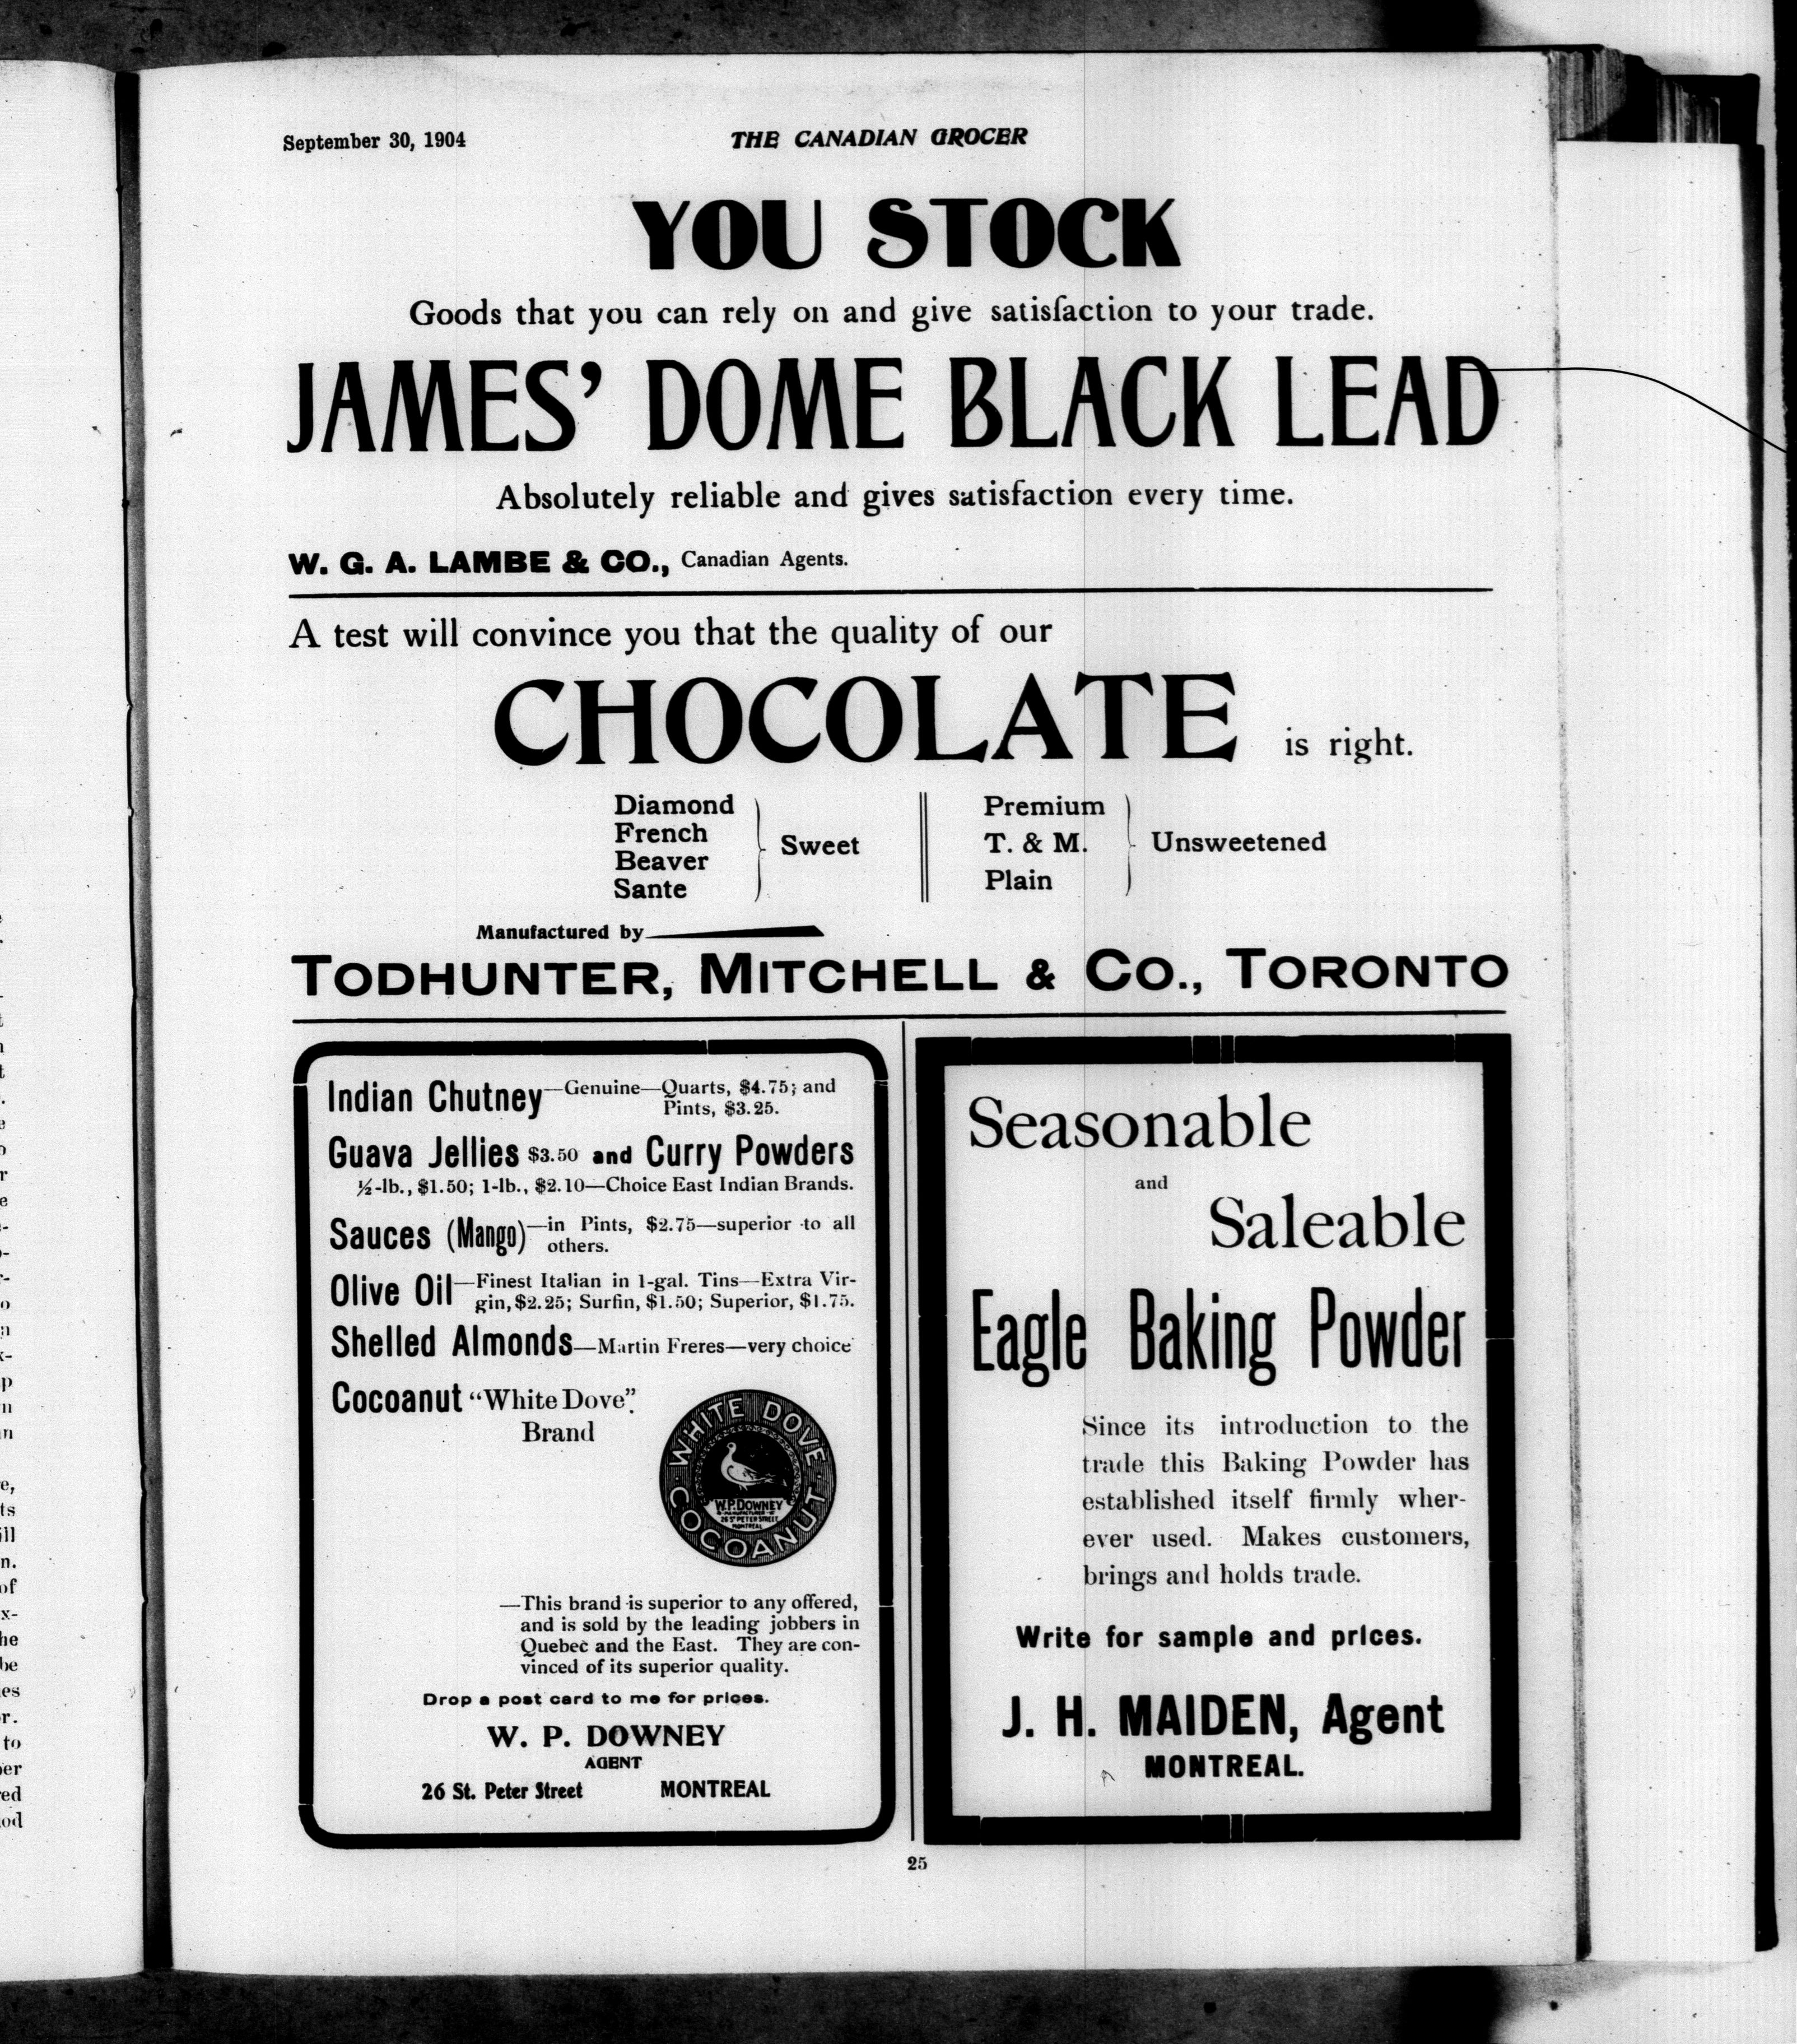 September 30, 1904
THE CANADIAN GROCER
YOU STOCK
Goods that you can rely on and give satisfaction to your trade.
JAMES' DOME BLACK LEAD
Absolutely reliable and gives satisfaction every time.
W. G. A. LAMBE & CO., Canadian Agents.
A test will convince you that the quality of our
CHOCOLATE is right.
Diamond
French
Beaver
Sante
Sweet
Premium
T. & M.
Plain
Unsweetened
Manufactured by
TODHUNTER, MITCHELL & CO., TORONTO
Indian Chutney—Genuine—Quarts, $4.75; and
Pints, $3.25.
Guava Jellies $3.50 and Curry Powders
½-lb., $1.50; 1-lb., $2.10—Choice East Indian Brands.
Sauces (Mango)—in Pints, $2.75—superior to all
others.
Olive Oil—Finest Italian in 1-gal. Tins—Extra Vir-
gin, $2.25; Surfin, $1.50; Superior, $1.75.
Shelled Almonds—Martin Freres—very choice
Cocoanut "White Dove".
Brand
WHITE DOVE
W.P. DOWNEY
MANUFACTURER
26 ST PETER STREET
MONTREAL
COCOANUT
—This brand is superior to any offered,
and is sold by the leading jobbers in
Quebec and the East. They are con-
vinced of its superior quality.
Drop a post card to me for prices.
W. P. DOWNEY
AGENT
26 St. Peter Street MONTREAL
Seasonable
and
Saleable
Eagle Baking Powder
Since its introduction to the
trade this Baking Powder has
established itself firmly wher-
ever used. Makes customers,
brings and holds trade.
Write for sample and prices.
J. H. MAIDEN, Agent
MONTREAL.
25